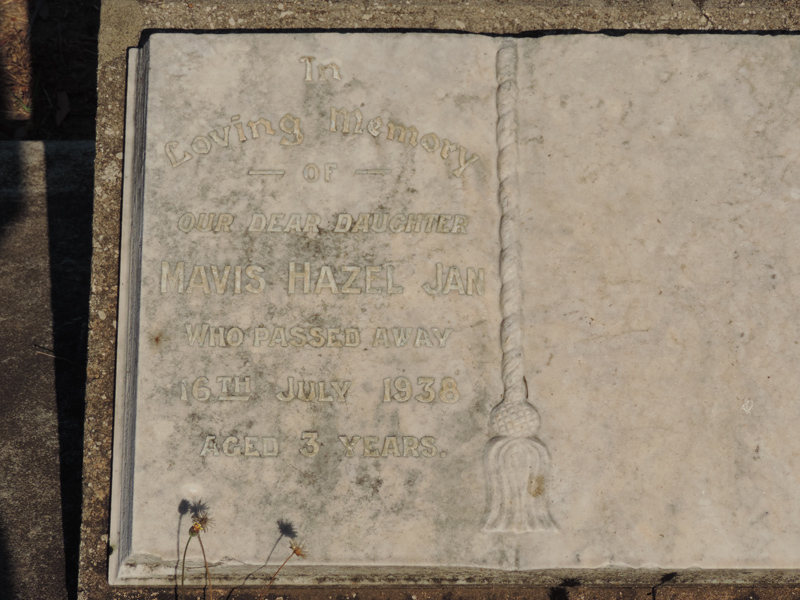 In
Loving Memory
— OF —
OUR DEAR DAUGHTER
MAVIS HAZEL JAN
WHO PASSED AWAY
16TH JULY 1938
AGED 3 YEARS.